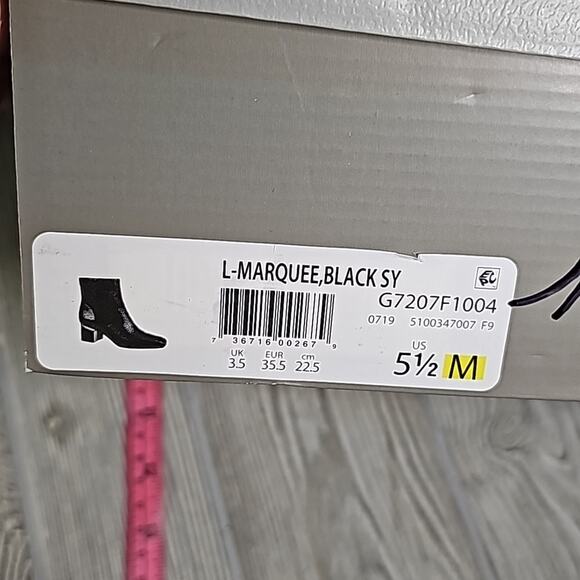 L-MARQUEE,BLACK SY
G7207F1004
0719 5100347007 F9
7 36716 00267 9
UK EUR cm
3.5 35.5 22.5
US
5½ M